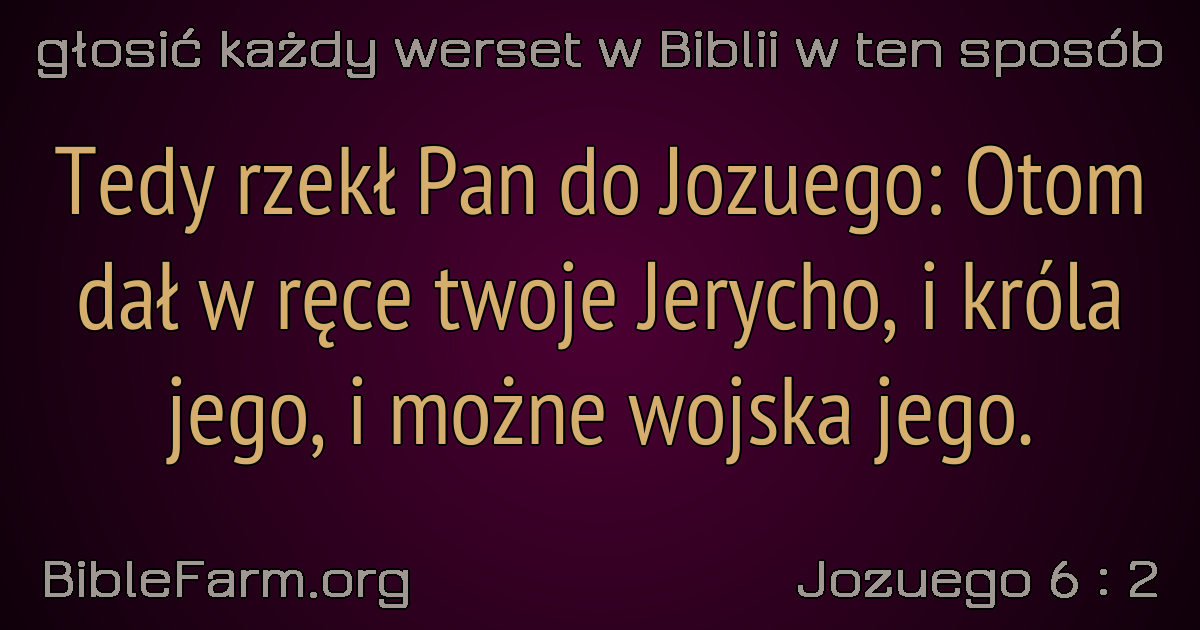 głosić każdy werset w Biblii w ten sposób
Tedy rzekł Pan do Jozuego: Otom
dał w ręce twoje Jerycho, i króla
jego, i możne wojska jego.
BibleFarm.org
Jozuego 6 : 2